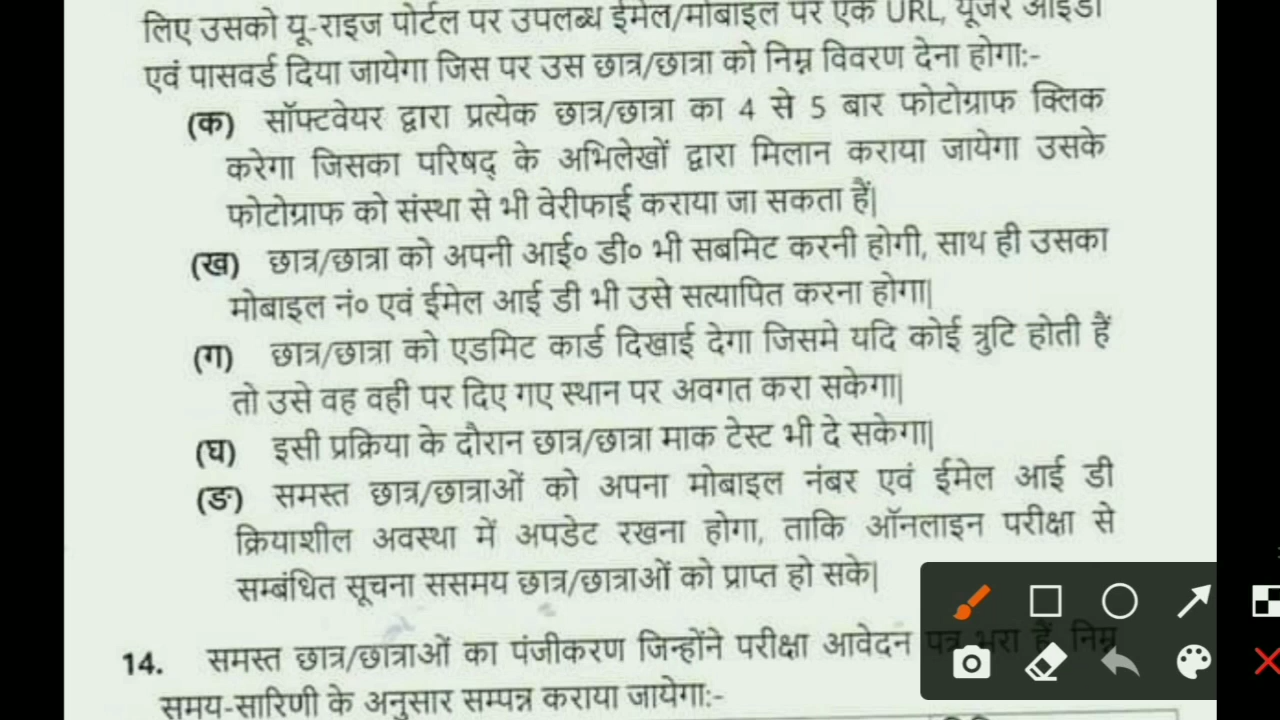 लिए उसको यू-राइज पोर्टल पर उपलब्ध ईमेल/मोबाइल पर एक URL, यूजर आईडी
एवं पासवर्ड दिया जायेगा जिस पर उस छात्र/छात्रा को निम्न विवरण देना होगा:-
(क) सॉफ्टवेयर द्वारा प्रत्येक छात्र/छात्रा का 4 से 5 बार फोटोग्राफ क्लिक
करेगा जिसका परिषद् के अभिलेखों द्वारा मिलान कराया जायेगा उसके
फोटोग्राफ को संस्था से भी वेरीफाई कराया जा सकता हैं|
(ख) छात्र/छात्रा को अपनी आई० डी० भी सबमिट करनी होगी, साथ ही उसका
मोबाइल नं० एवं ईमेल आई डी भी उसे सत्यापित करना होगा|
(ग) छात्र/छात्रा को एडमिट कार्ड दिखाई देगा जिसमे यदि कोई त्रुटि होती हैं
तो उसे वह वही पर दिए गए स्थान पर अवगत करा सकेगा|
(घ) इसी प्रक्रिया के दौरान छात्र/छात्रा माक टेस्ट भी दे सकेगा|
(ङ) समस्त छात्र/छात्राओं को अपना मोबाइल नंबर एवं ईमेल आई डी
क्रियाशील अवस्था में अपडेट रखना होगा, ताकि ऑनलाइन परीक्षा से
सम्बंधित सूचना ससमय छात्र/छात्राओं को प्राप्त हो सके|
14. समस्त छात्र/छात्राओं का पंजीकरण जिन्होंने परीक्षा आवेदन पत्र भरा हैं, निम्न
समय-सारिणी के अनुसार सम्पन्न कराया जायेगा:-